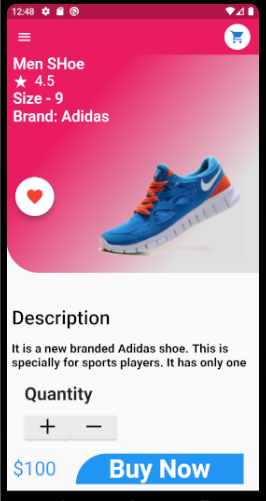 12:48
Men SHoe
4.5
Size - 9
Brand: Adidas
Description
It is a new branded Adidas shoe. This is
specially for sports players. It has only one
Quantity
+ −
$100 Buy Now